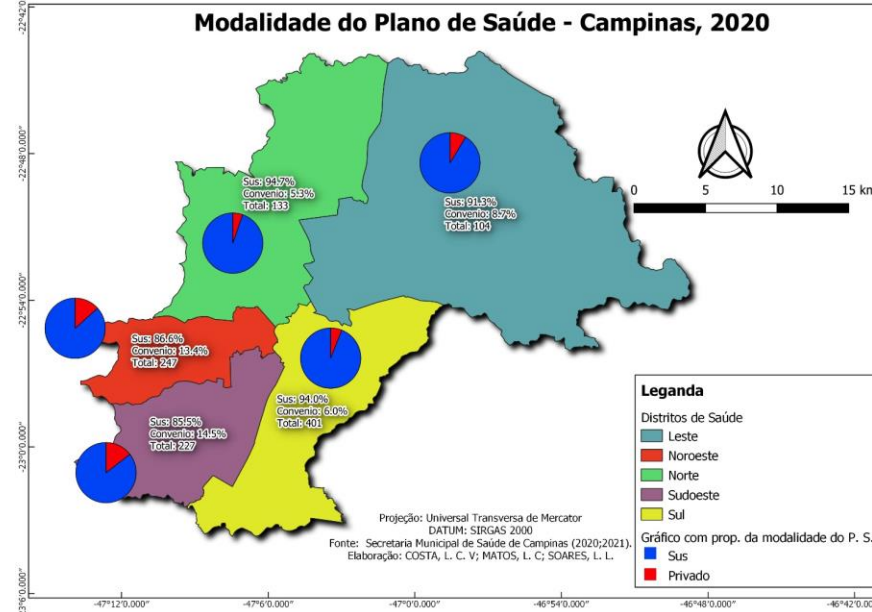 Modalidade do Plano de Saúde - Campinas, 2020
-22°42'0.000"
-22°48'0.000"
-22°54'0.000"
-23°0'0.000"
-23°6'0.000"
0 5 10 15 km
Sus: 94.7%
Convenio: 5.3%
Total: 133
Sus: 91.3%
Convenio: 8.7%
Total: 104
Sus: 86.6%
Convenio: 13.4%
Total: 247
Sus: 94.0%
Convenio: 6.0%
Total: 401
Sus: 85.5%
Convenio: 14.5%
Total: 227
Leganda
Distritos de Saúde
Leste
Noroeste
Norte
Sudoeste
Sul
Gráfico com prop. da modalidade do P. S.
Sus
Privado
Projeção: Universal Transversa de Mercator
DATUM: SIRGAS 2000
Fonte: Secretaria Municipal de Saúde de Campinas (2020;2021).
Elaboração: COSTA, L. C. V; MATOS, L. C; SOARES, L. L.
-47°12'0.000" -47°6'0.000" -47°0'0.000" -46°54'0.000" -46°48'0.000" -46°42'0.000"